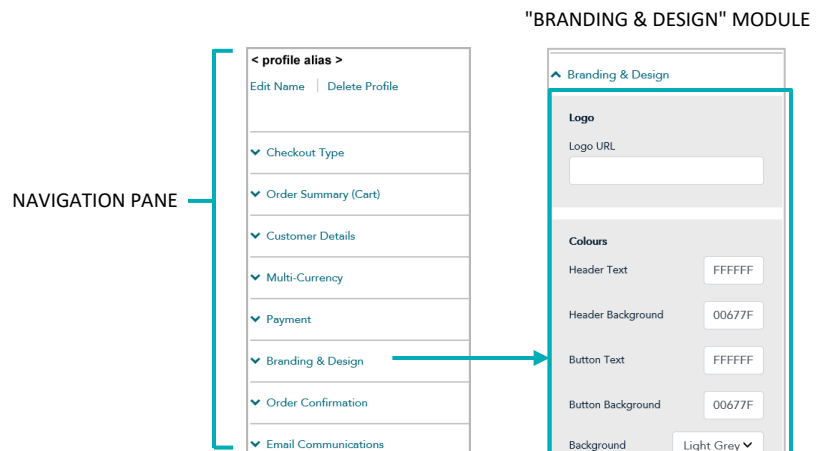 "BRANDING & DESIGN" MODULE
NAVIGATION PANE
< profile alias >
Edit Name | Delete Profile
Checkout Type
Order Summary (Cart)
Customer Details
Multi-Currency
Payment
Branding & Design
Order Confirmation
Email Communications
Branding & Design
Logo
Logo URL
Colours
Header Text FFFFFF
Header Background 00677F
Button Text FFFFFF
Button Background 00677F
Background Light Grey